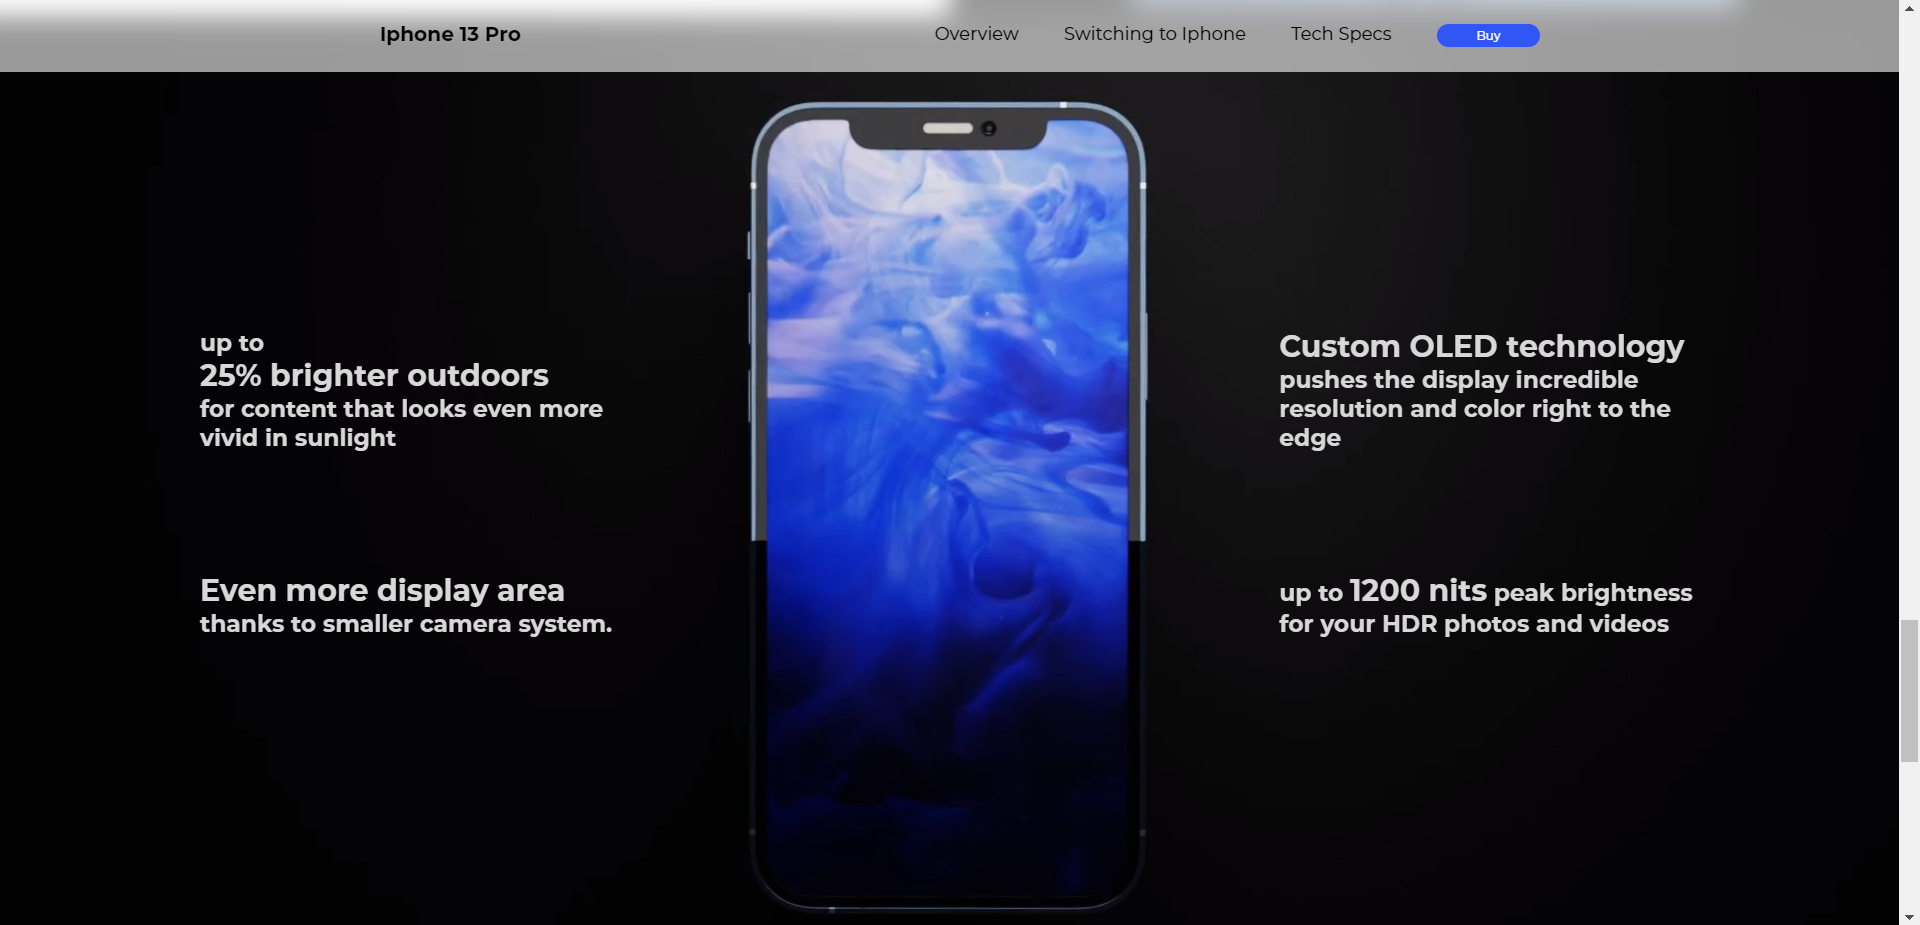 Iphone 13 Pro
Overview
Switching to Iphone
Tech Specs
Buy
up to
25% brighter outdoors
for content that looks even more
vivid in sunlight
Even more display area
thanks to smaller camera system.
Custom OLED technology
pushes the display incredible
resolution and color right to the
edge
up to 1200 nits peak brightness
for your HDR photos and videos